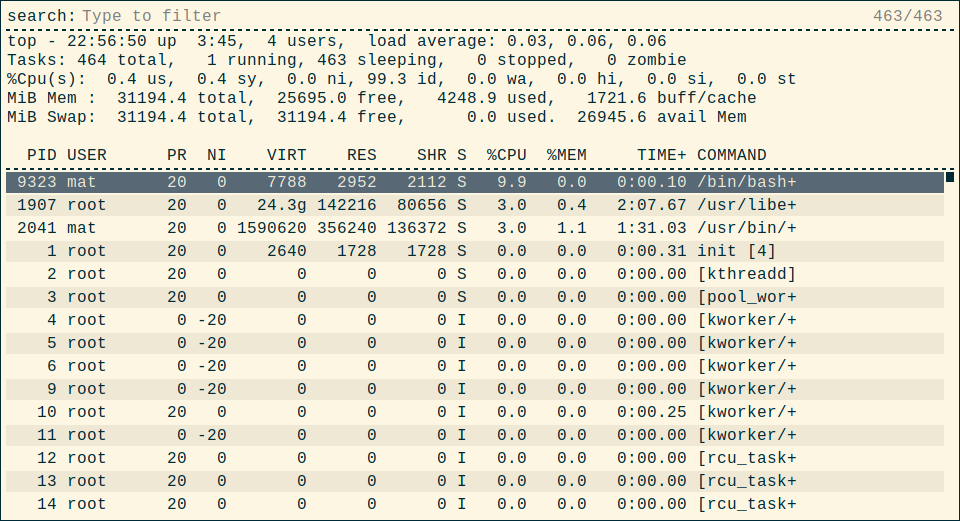 search: Type to filter 463/463
top - 22:56:50 up  3:45,  4 users,  load average: 0.03, 0.06, 0.06
Tasks: 464 total,   1 running, 463 sleeping,   0 stopped,   0 zombie
%Cpu(s):  0.4 us,  0.4 sy,  0.0 ni, 99.3 id,  0.0 wa,  0.0 hi,  0.0 si,  0.0 st
MiB Mem :  31194.4 total,  25695.0 free,   4248.9 used,   1721.6 buff/cache
MiB Swap:  31194.4 total,  31194.4 free,      0.0 used.  26945.6 avail Mem
  PID USER      PR  NI    VIRT    RES    SHR S  %CPU  %MEM     TIME+ COMMAND
 9323 mat       20   0    7788   2952   2112 S   9.9   0.0   0:00.10 /bin/bash+
 1907 root      20   0   24.3g 142216  80656 S   3.0   0.4   2:07.67 /usr/libe+
 2041 mat       20   0 1590620 356240 136372 S   3.0   1.1   1:31.03 /usr/bin/+
    1 root      20   0    2640   1728   1728 S   0.0   0.0   0:00.31 init [4]
    2 root      20   0       0      0      0 S   0.0   0.0   0:00.00 [kthreadd]
    3 root      20   0       0      0      0 S   0.0   0.0   0:00.00 [pool_wor+
    4 root       0 -20       0      0      0 I   0.0   0.0   0:00.00 [kworker/+
    5 root       0 -20       0      0      0 I   0.0   0.0   0:00.00 [kworker/+
    6 root       0 -20       0      0      0 I   0.0   0.0   0:00.00 [kworker/+
    9 root       0 -20       0      0      0 I   0.0   0.0   0:00.00 [kworker/+
   10 root      20   0       0      0      0 I   0.0   0.0   0:00.25 [kworker/+
   11 root       0 -20       0      0      0 I   0.0   0.0   0:00.00 [kworker/+
   12 root      20   0       0      0      0 I   0.0   0.0   0:00.00 [rcu_task+
   13 root      20   0       0      0      0 I   0.0   0.0   0:00.00 [rcu_task+
   14 root      20   0       0      0      0 I   0.0   0.0   0:00.00 [rcu_task+